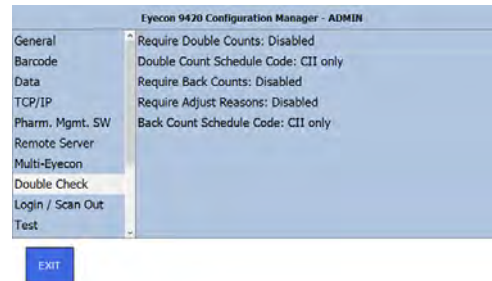 Eyecon 9420 Configuration Manager - ADMIN
General
Barcode
Data
TCP/IP
Pharm. Mgmt. SW
Remote Server
Multi-Eyecon
Double Check
Login / Scan Out
Test
Require Double Counts: Disabled
Double Count Schedule Code: CII only
Require Back Counts: Disabled
Require Adjust Reasons: Disabled
Back Count Schedule Code: CII only
EXIT